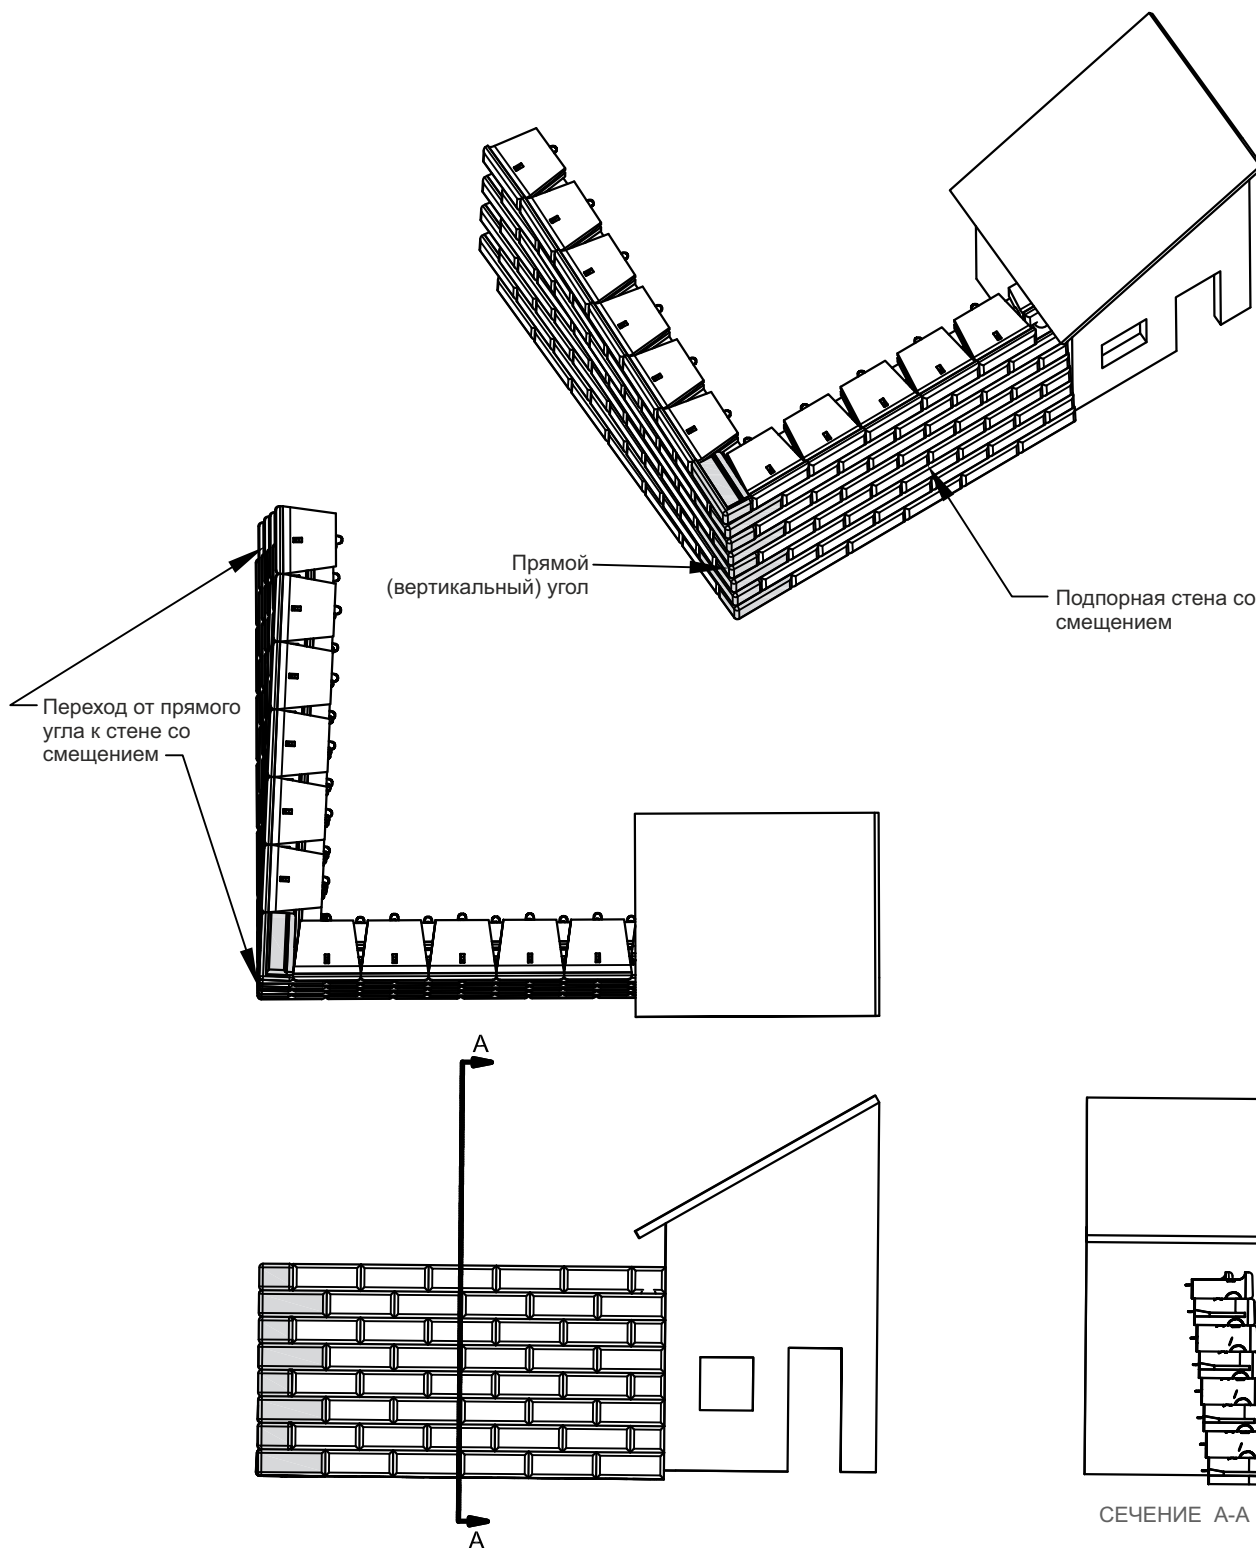 Прямой
(вертикальный) угол
Подпорная стена со
смещением
Переход от прямого
угла к стене со
смещением
А
А
СЕЧЕНИЕ А-А